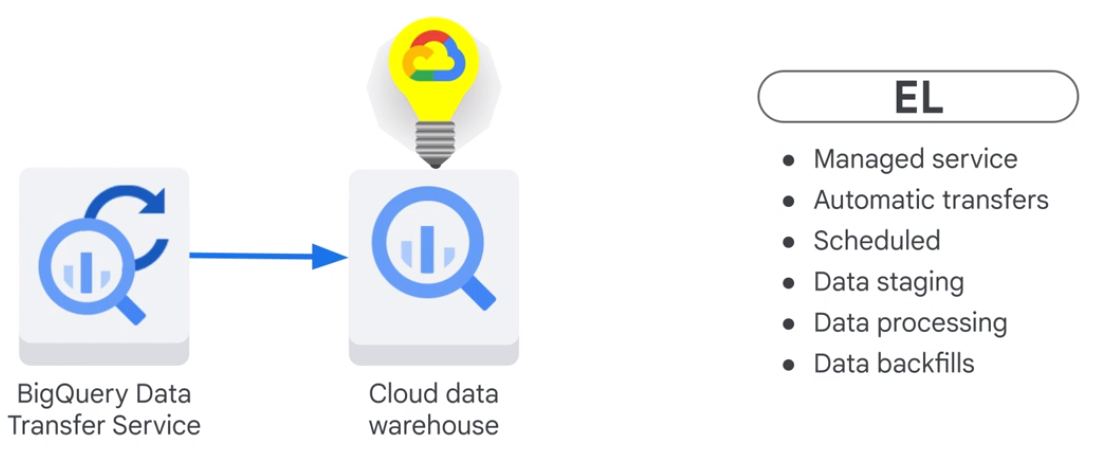 EL
Managed service
Automatic transfers
Scheduled
Data staging
Data processing
Data backfills
BigQuery Data
Transfer Service
Cloud data
warehouse